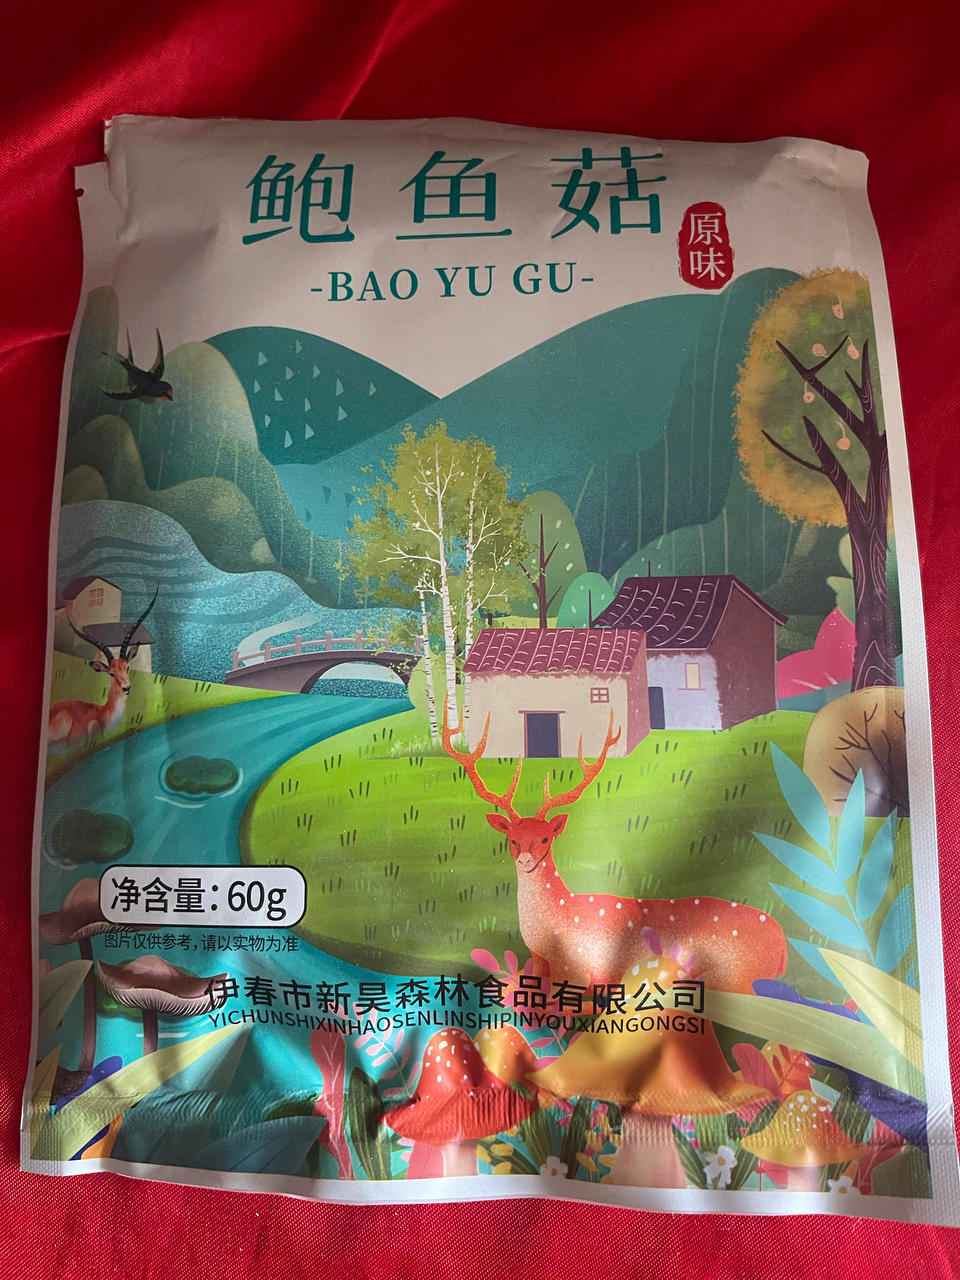 鲍鱼菇
原味
-BAO YU GU-
净含量：60g
图片仅供参考，请以实物为准
伊春市新昊森林食品有限公司
YICHUNSHIXINHAOSENLINSHIPINYOUXIANGONGSI